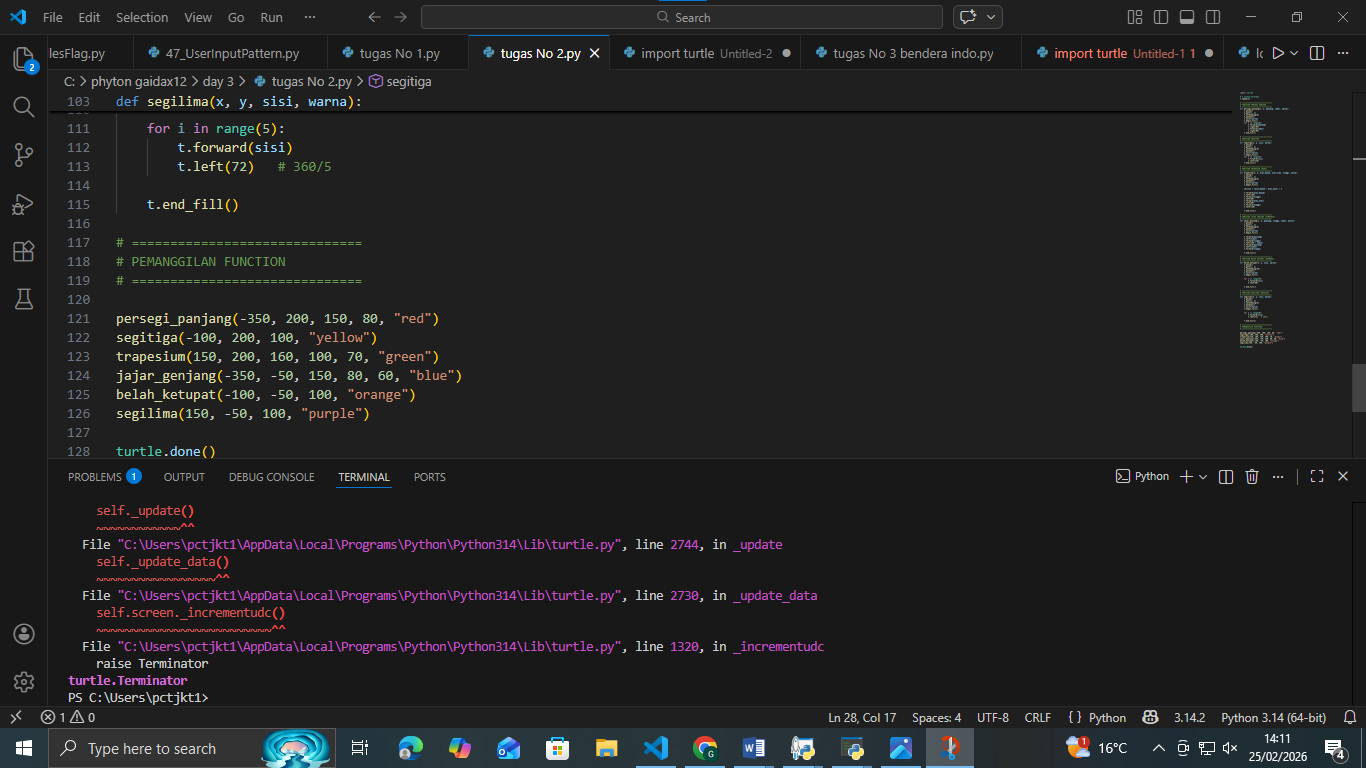 File Edit Selection View Go Run ··· Search
lesFlag.py 47_UserInputPattern.py tugas No 1.py tugas No 2.py import turtle Untitled-2 tugas No 3 bendera indo.py import turtle Untitled-1 1
C: > phyton gaidax12 > day 3 > tugas No 2.py > segitiga
103 def segilima(x, y, sisi, warna):
111 for i in range(5):
112 t.forward(sisi)
113 t.left(72) # 360/5
114
115 t.end_fill()
116
117 # ==============================
118 # PEMANGGILAN FUNCTION
119 # ==============================
120
121 persegi_panjang(-350, 200, 150, 80, "red")
122 segitiga(-100, 200, 100, "yellow")
123 trapesium(150, 200, 160, 100, 70, "green")
124 jajar_genjang(-350, -50, 150, 80, 60, "blue")
125 belah_ketupat(-100, -50, 100, "orange")
126 segilima(150, -50, 100, "purple")
127
128 turtle.done()
PROBLEMS 1 OUTPUT DEBUG CONSOLE TERMINAL PORTS Python
self._update()
~~~~~~~~~~~~^^
File "C:\Users\pctjkt1\AppData\Local\Programs\Python\Python314\Lib\turtle.py", line 2744, in _update
self._update_data()
~~~~~~~~~~~~~~~~~^^
File "C:\Users\pctjkt1\AppData\Local\Programs\Python\Python314\Lib\turtle.py", line 2730, in _update_data
self.screen._incrementudc()
~~~~~~~~~~~~~~~~~~~~~~~~~^^
File "C:\Users\pctjkt1\AppData\Local\Programs\Python\Python314\Lib\turtle.py", line 1320, in _incrementudc
raise Terminator
turtle.Terminator
PS C:\Users\pctjkt1>
1 0 Ln 28, Col 17 Spaces: 4 UTF-8 CRLF { } Python 3.14.2 Python 3.14 (64-bit)
Type here to search 16°C 14:11
25/02/2026